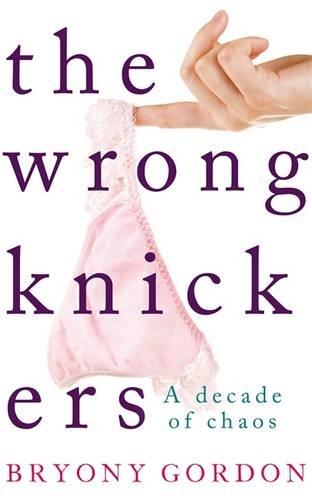 the
wrong
knick
ers
A decade
of chaos
BRYONY GORDON